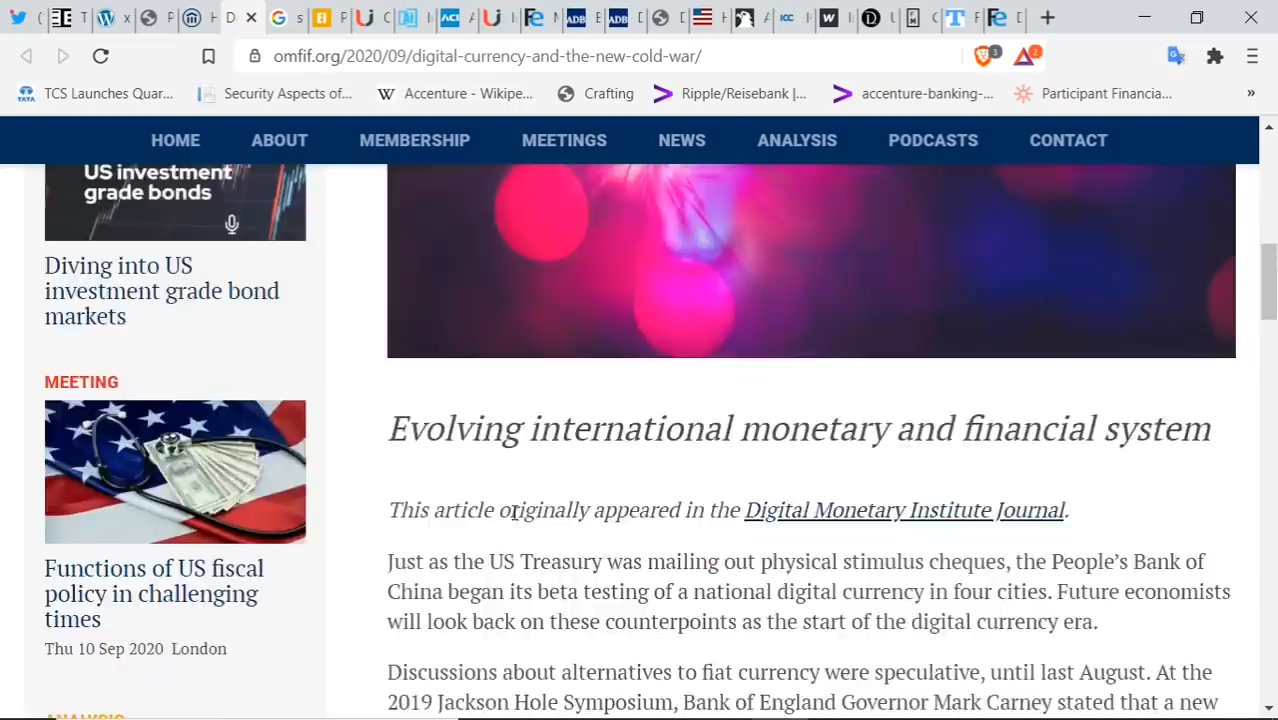 omfif.org/2020/09/digital-currency-and-the-new-cold-war/
TCS Launches Quar...
Security Aspects of...
Accenture - Wikipe...
Crafting
Ripple/Reisebank |...
accenture-banking-...
Participant Financia...
HOME
ABOUT
MEMBERSHIP
MEETINGS
NEWS
ANALYSIS
PODCASTS
CONTACT
US investment
grade bonds
Diving into US
investment grade bond
markets
MEETING
Functions of US fiscal
policy in challenging
times
Thu 10 Sep 2020 London
ANALYSIS
Evolving international monetary and financial system
This article originally appeared in the Digital Monetary Institute Journal.
Just as the US Treasury was mailing out physical stimulus cheques, the People’s Bank of
China began its beta testing of a national digital currency in four cities. Future economists
will look back on these counterpoints as the start of the digital currency era.
Discussions about alternatives to fiat currency were speculative, until last August. At the
2019 Jackson Hole Symposium, Bank of England Governor Mark Carney stated that a new